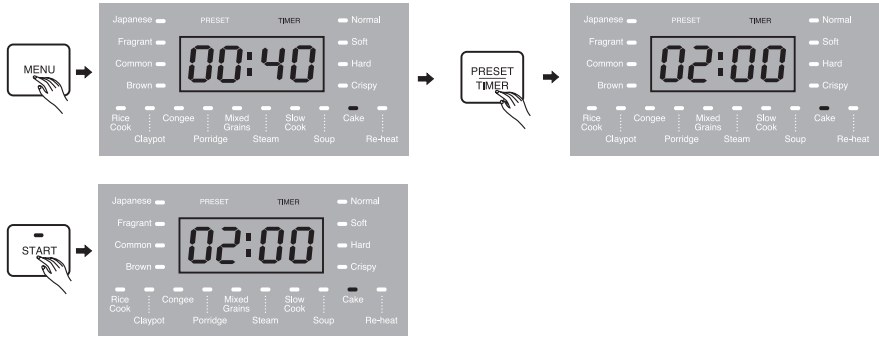 MENU
Japanese PRESET TIMER Normal
Fragrant Soft
Common 00:40 Hard
Brown Crispy
Rice Cook Congee Mixed Grains Slow Cook Cake
Claypot Porridge Steam Soup Re-heat
PRESET
TIMER
Japanese PRESET TIMER Normal
Fragrant Soft
Common 02:00 Hard
Brown Crispy
Rice Cook Congee Mixed Grains Slow Cook Cake
Claypot Porridge Steam Soup Re-heat
START
Japanese PRESET TIMER Normal
Fragrant Soft
Common 02:00 Hard
Brown Crispy
Rice Cook Congee Mixed Grains Slow Cook Cake
Claypot Porridge Steam Soup Re-heat